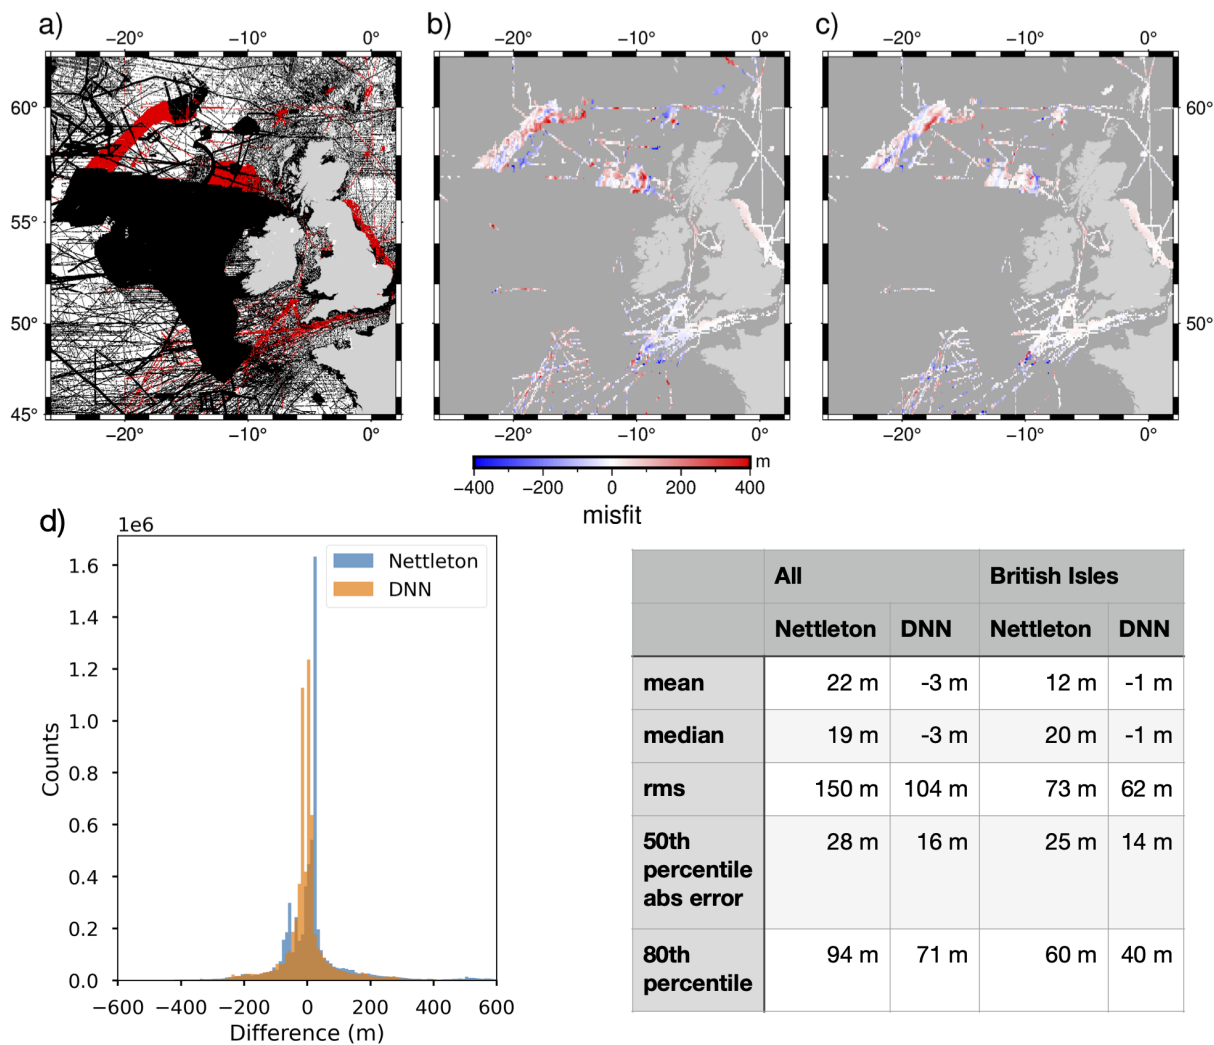 a)
b)
c)
−20° −10° 0°
−20° −10° 0°
−20° −10° 0°
60°
55°
50°
45°
60°
50°
−20° −10° 0°
−20° −10° 0°
−20° −10° 0°
m
−400 −200 0 200 400
misfit
d)
1e6
1.6
1.4
1.2
1.0
0.8
0.6
0.4
0.2
0.0
Counts
Nettleton
DNN
−600 −400 −200 0 200 400 600
Difference (m)
All British Isles
Nettleton DNN Nettleton DNN
mean 22 m -3 m 12 m -1 m
median 19 m -3 m 20 m -1 m
rms 150 m 104 m 73 m 62 m
50th 28 m 16 m 25 m 14 m
percentile
abs error
80th 94 m 71 m 60 m 40 m
percentile